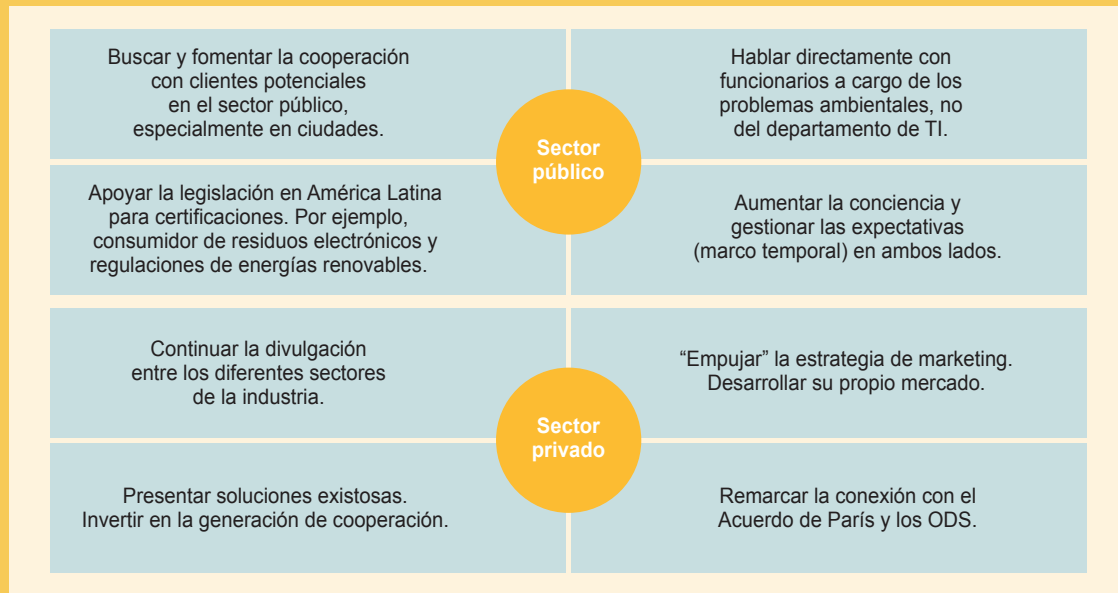 Buscar y fomentar la cooperación
con clientes potenciales
en el sector público,
especialmente en ciudades.
Hablar directamente con
funcionarios a cargo de los
problemas ambientales, no
del departamento de TI.
Sector
público
Apoyar la legislación en América Latina
para certificaciones. Por ejemplo,
consumidor de residuos electrónicos y
regulaciones de energías renovables.
Aumentar la conciencia y
gestionar las expectativas
(marco temporal) en ambos lados.
Continuar la divulgación
entre los diferentes sectores
de la industria.
“Empujar” la estrategia de marketing.
Desarrollar su propio mercado.
Sector
privado
Presentar soluciones existosas.
Invertir en la generación de cooperación.
Remarcar la conexión con el
Acuerdo de París y los ODS.